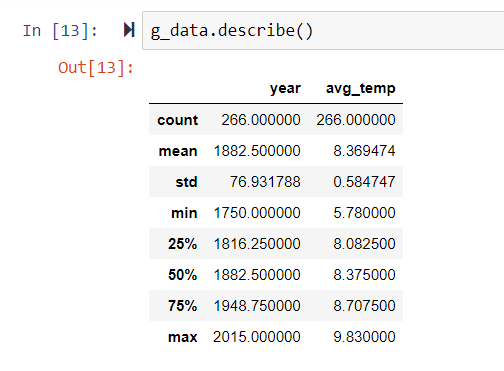 In [13]: g_data.describe()
Out[13]:
year avg_temp
count 266.000000 266.000000
mean 1882.500000 8.369474
std 76.931788 0.584747
min 1750.000000 5.780000
25% 1816.250000 8.082500
50% 1882.500000 8.375000
75% 1948.750000 8.707500
max 2015.000000 9.830000